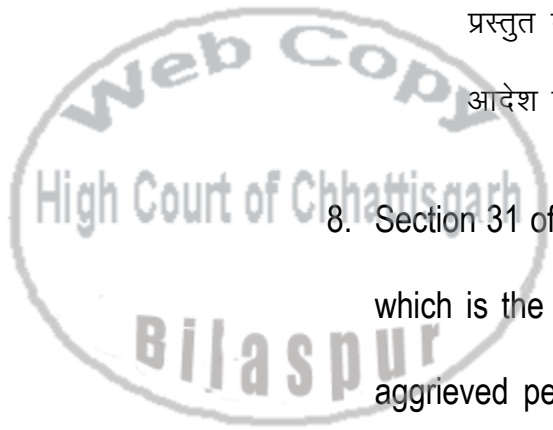 प्रस्तुत
आदेश
Web Copy
High Court of Chhattisgarh
Bilaspur
8. Section 31 of
which is the
aggrieved pe